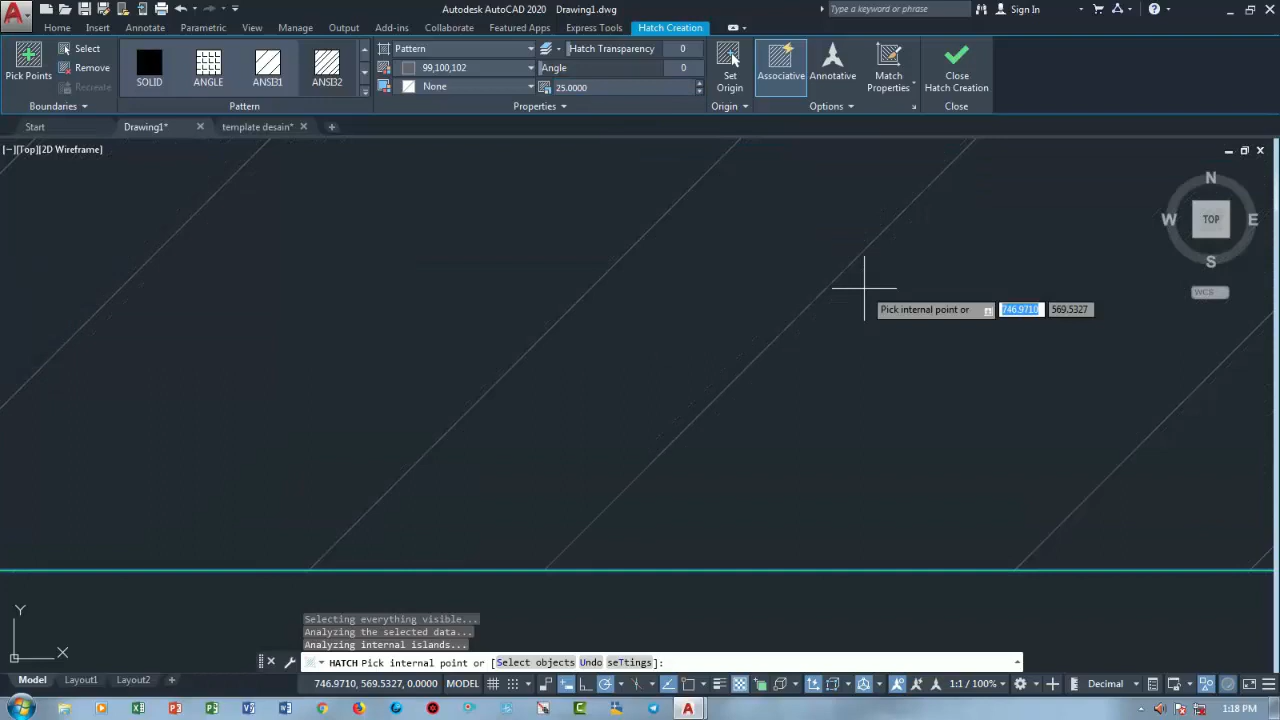 Autodesk AutoCAD 2020 Drawing1.dwg
Type a keyword or phrase
Sign In
Home Insert Annotate Parametric View Manage Output Add-ins Collaborate Featured Apps Express Tools Hatch Creation
Pick Points
Select
Remove
Recreate
Boundaries
SOLID ANGLE ANSI31 ANSI32
Pattern
Pattern
99,100,102
None
Hatch Transparency 0
Angle 0
25.0000
Properties
Set Origin
Origin
Associative
Annotative
Match Properties
Options
Close Hatch Creation
Close
Start Drawing1* template desain*
[−][Top][2D Wireframe]
N
W TOP E
S
WCS
Pick internal point or 746.9710 569.5327
Y
X
Selecting everything visible...
Analyzing the selected data...
Analyzing internal islands...
HATCH Pick internal point or [Select objects Undo seTtings]:
Model Layout1 Layout2
746.9710, 569.5327, 0.0000 MODEL
1:1 / 100%
Decimal
1:18 PM